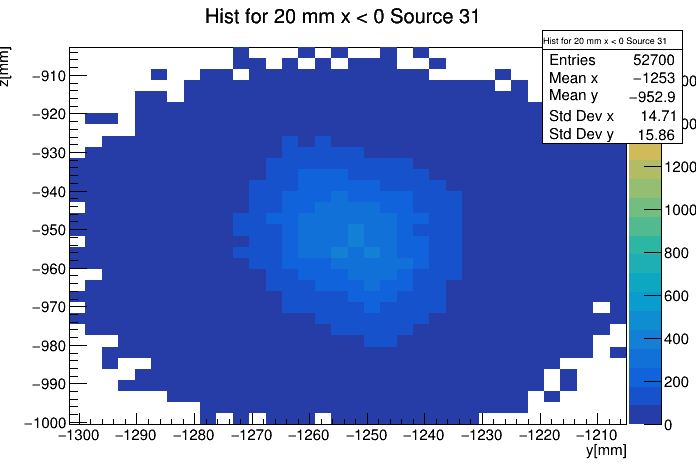 Hist for 20 mm x < 0 Source 31
z[mm]
Hist for 20 mm x < 0 Source 31
Entries 52700
Mean x −1253
Mean y −952.9
Std Dev x 14.71
Std Dev y 15.86
−910
−920
−930
−940
−950
−960
−970
−980
−990
−1000
1200
1000
800
600
400
200
0
−1300 −1290 −1280 −1270 −1260 −1250 −1240 −1230 −1220 −1210
y[mm]